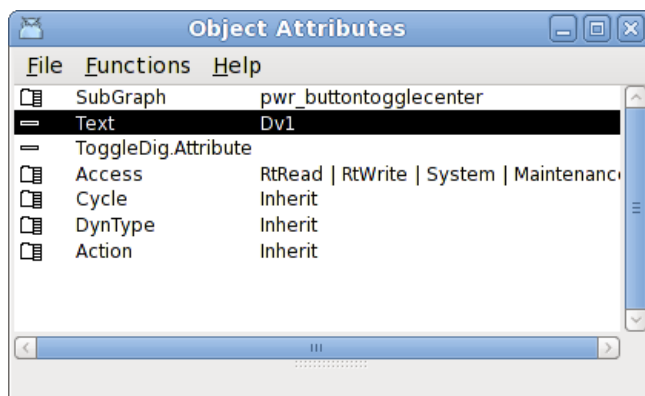 Object Attributes
File Functions Help
SubGraph pwr_buttontogglecenter
Text Dv1
ToggleDig.Attribute
Access RtRead | RtWrite | System | Maintenance
Cycle Inherit
DynType Inherit
Action Inherit